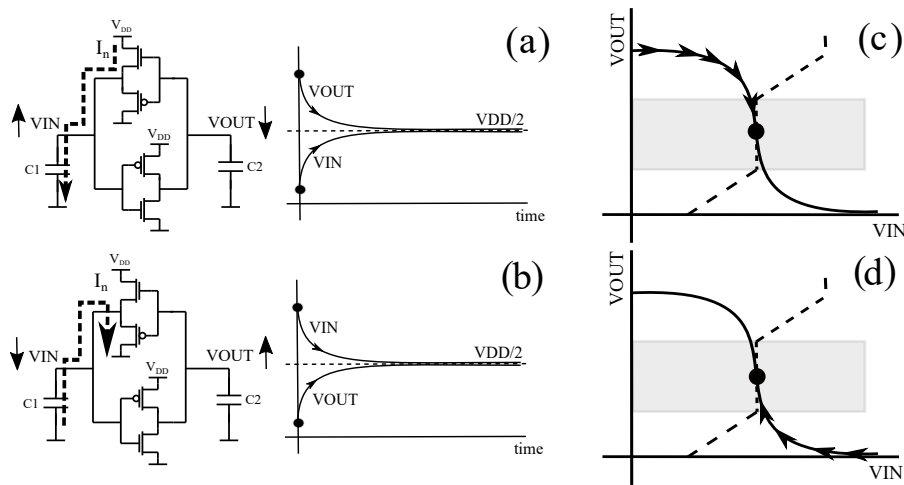 V_DD
I_n
VIN
VOUT
C1
V_DD
C2
(a)
VOUT
VDD/2
VIN
time
(c)
VOUT
I
VIN
V_DD
I_n
VIN
VOUT
C1
V_DD
C2
(b)
VIN
VDD/2
VOUT
time
(d)
VOUT
I
VIN